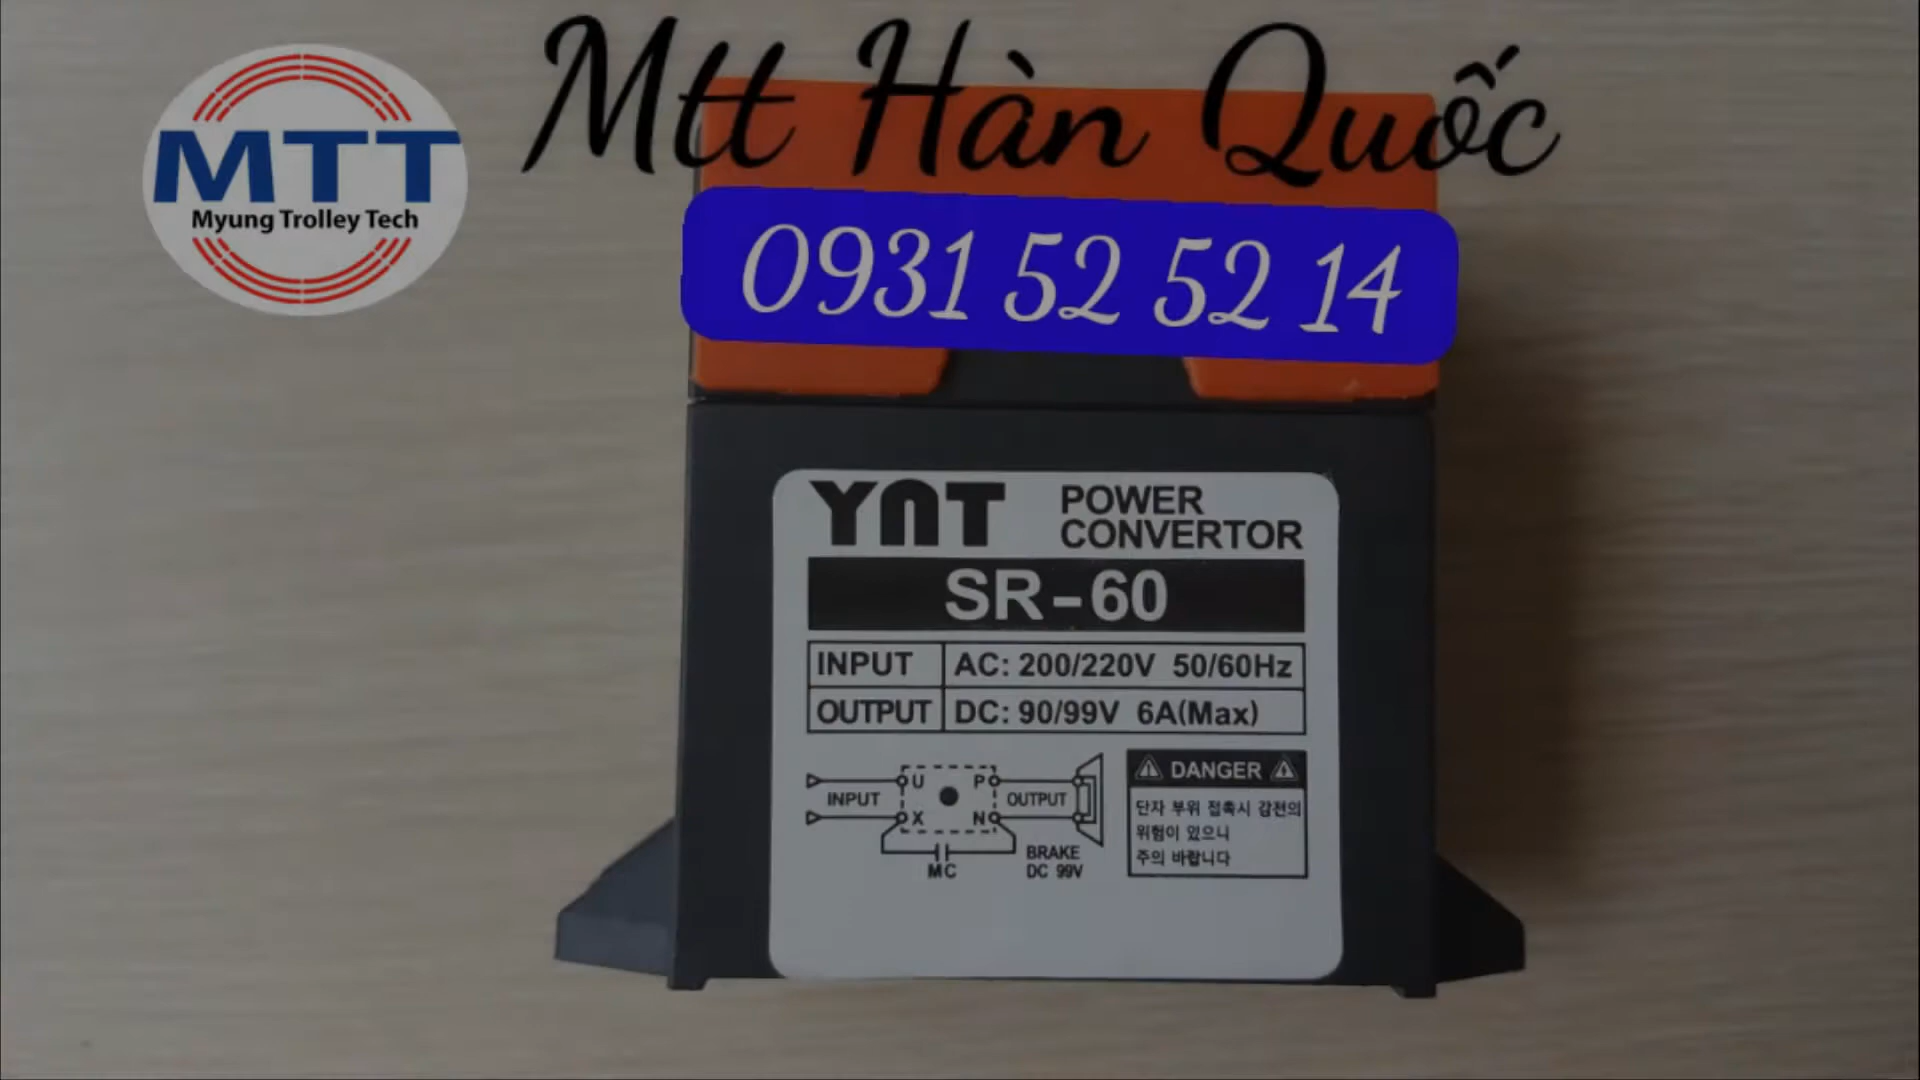 Mtt Hàn Quốc
MTT
Myung Trolley Tech
0931 52 52 14
YNT
POWER
CONVERTOR
SR-60
INPUT AC: 200/220V 50/60Hz
OUTPUT DC: 90/99V 6A(Max)
U P
INPUT OUTPUT
X N
MC
BRAKE
DC 99V
DANGER
단자 부위 접촉시 감전의
위험이 있으니
주의 바랍니다